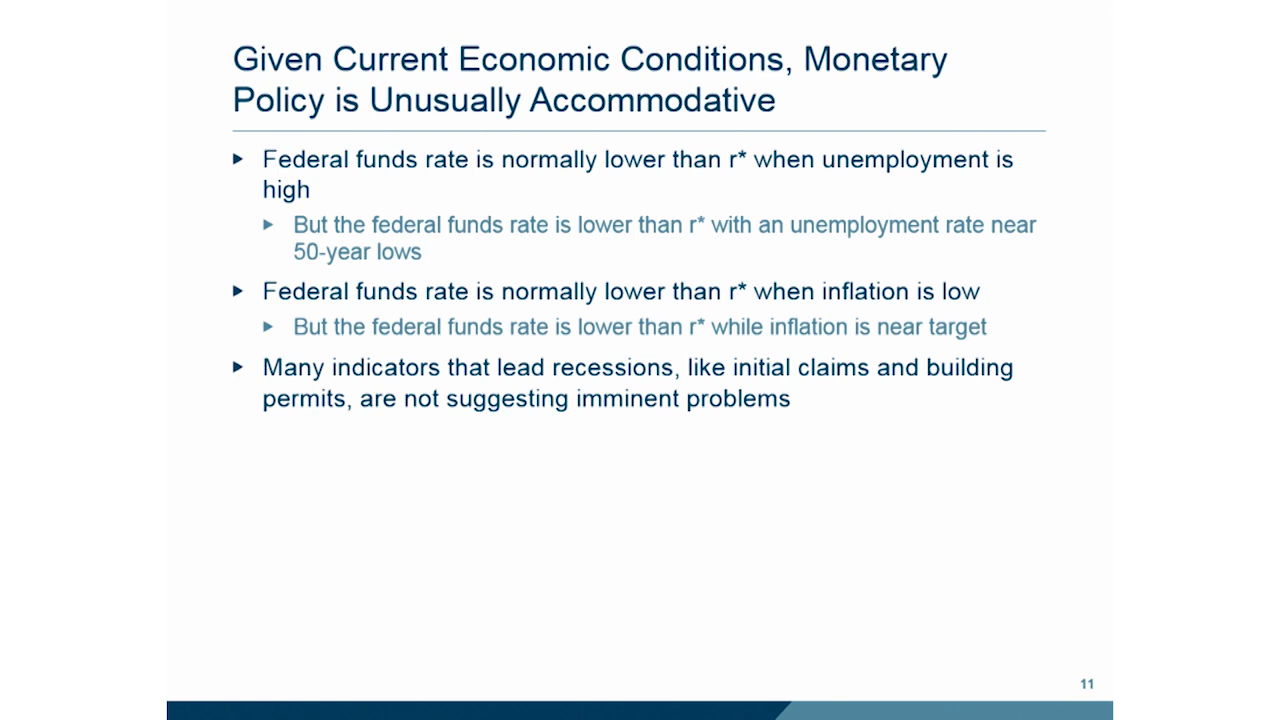 Given Current Economic Conditions, Monetary
Policy is Unusually Accommodative
Federal funds rate is normally lower than r* when unemployment is
high
But the federal funds rate is lower than r* with an unemployment rate near
50-year lows
Federal funds rate is normally lower than r* when inflation is low
But the federal funds rate is lower than r* while inflation is near target
Many indicators that lead recessions, like initial claims and building
permits, are not suggesting imminent problems
11